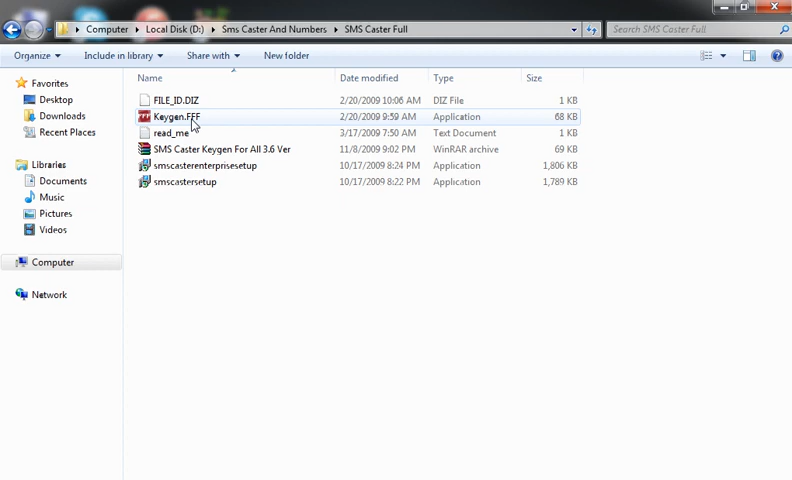 Computer Local Disk (D:) Sms Caster And Numbers SMS Caster Full Search SMS Caster Full
Organize Include in library Share with New folder
Name Date modified Type Size
Favorites
Desktop
Downloads
Recent Places
Libraries
Documents
Music
Pictures
Videos
Computer
Network
FILE_ID.DIZ 2/20/2009 10:06 AM DIZ File 1 KB
Keygen.FFF 2/20/2009 9:59 AM Application 68 KB
read_me 3/17/2009 7:50 AM Text Document 1 KB
SMS Caster Keygen For All 3.6 Ver 11/8/2009 9:02 PM WinRAR archive 69 KB
smscasterenterprisesetup 10/17/2009 8:24 PM Application 1,806 KB
smscastersetup 10/17/2009 8:22 PM Application 1,789 KB